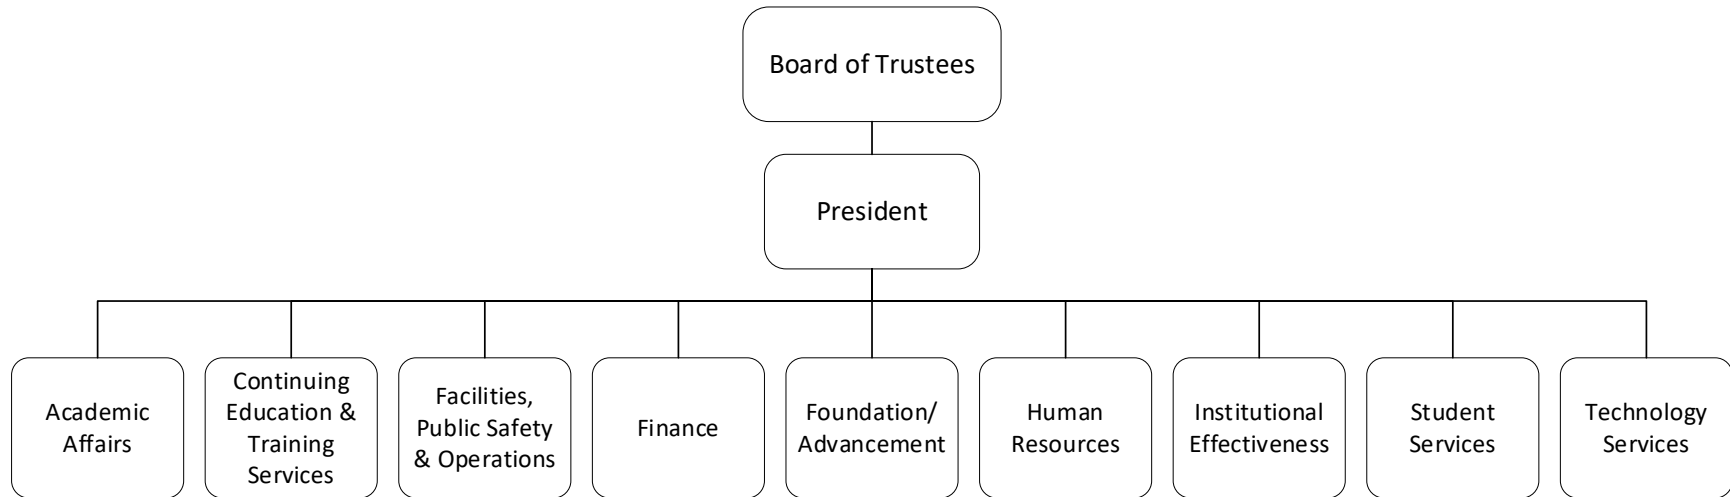 Board of Trustees
President
Academic
Affairs
Continuing
Education &
Training
Services
Facilities,
Public Safety
& Operations
Finance
Foundation/
Advancement
Human
Resources
Institutional
Effectiveness
Student
Services
Technology
Services